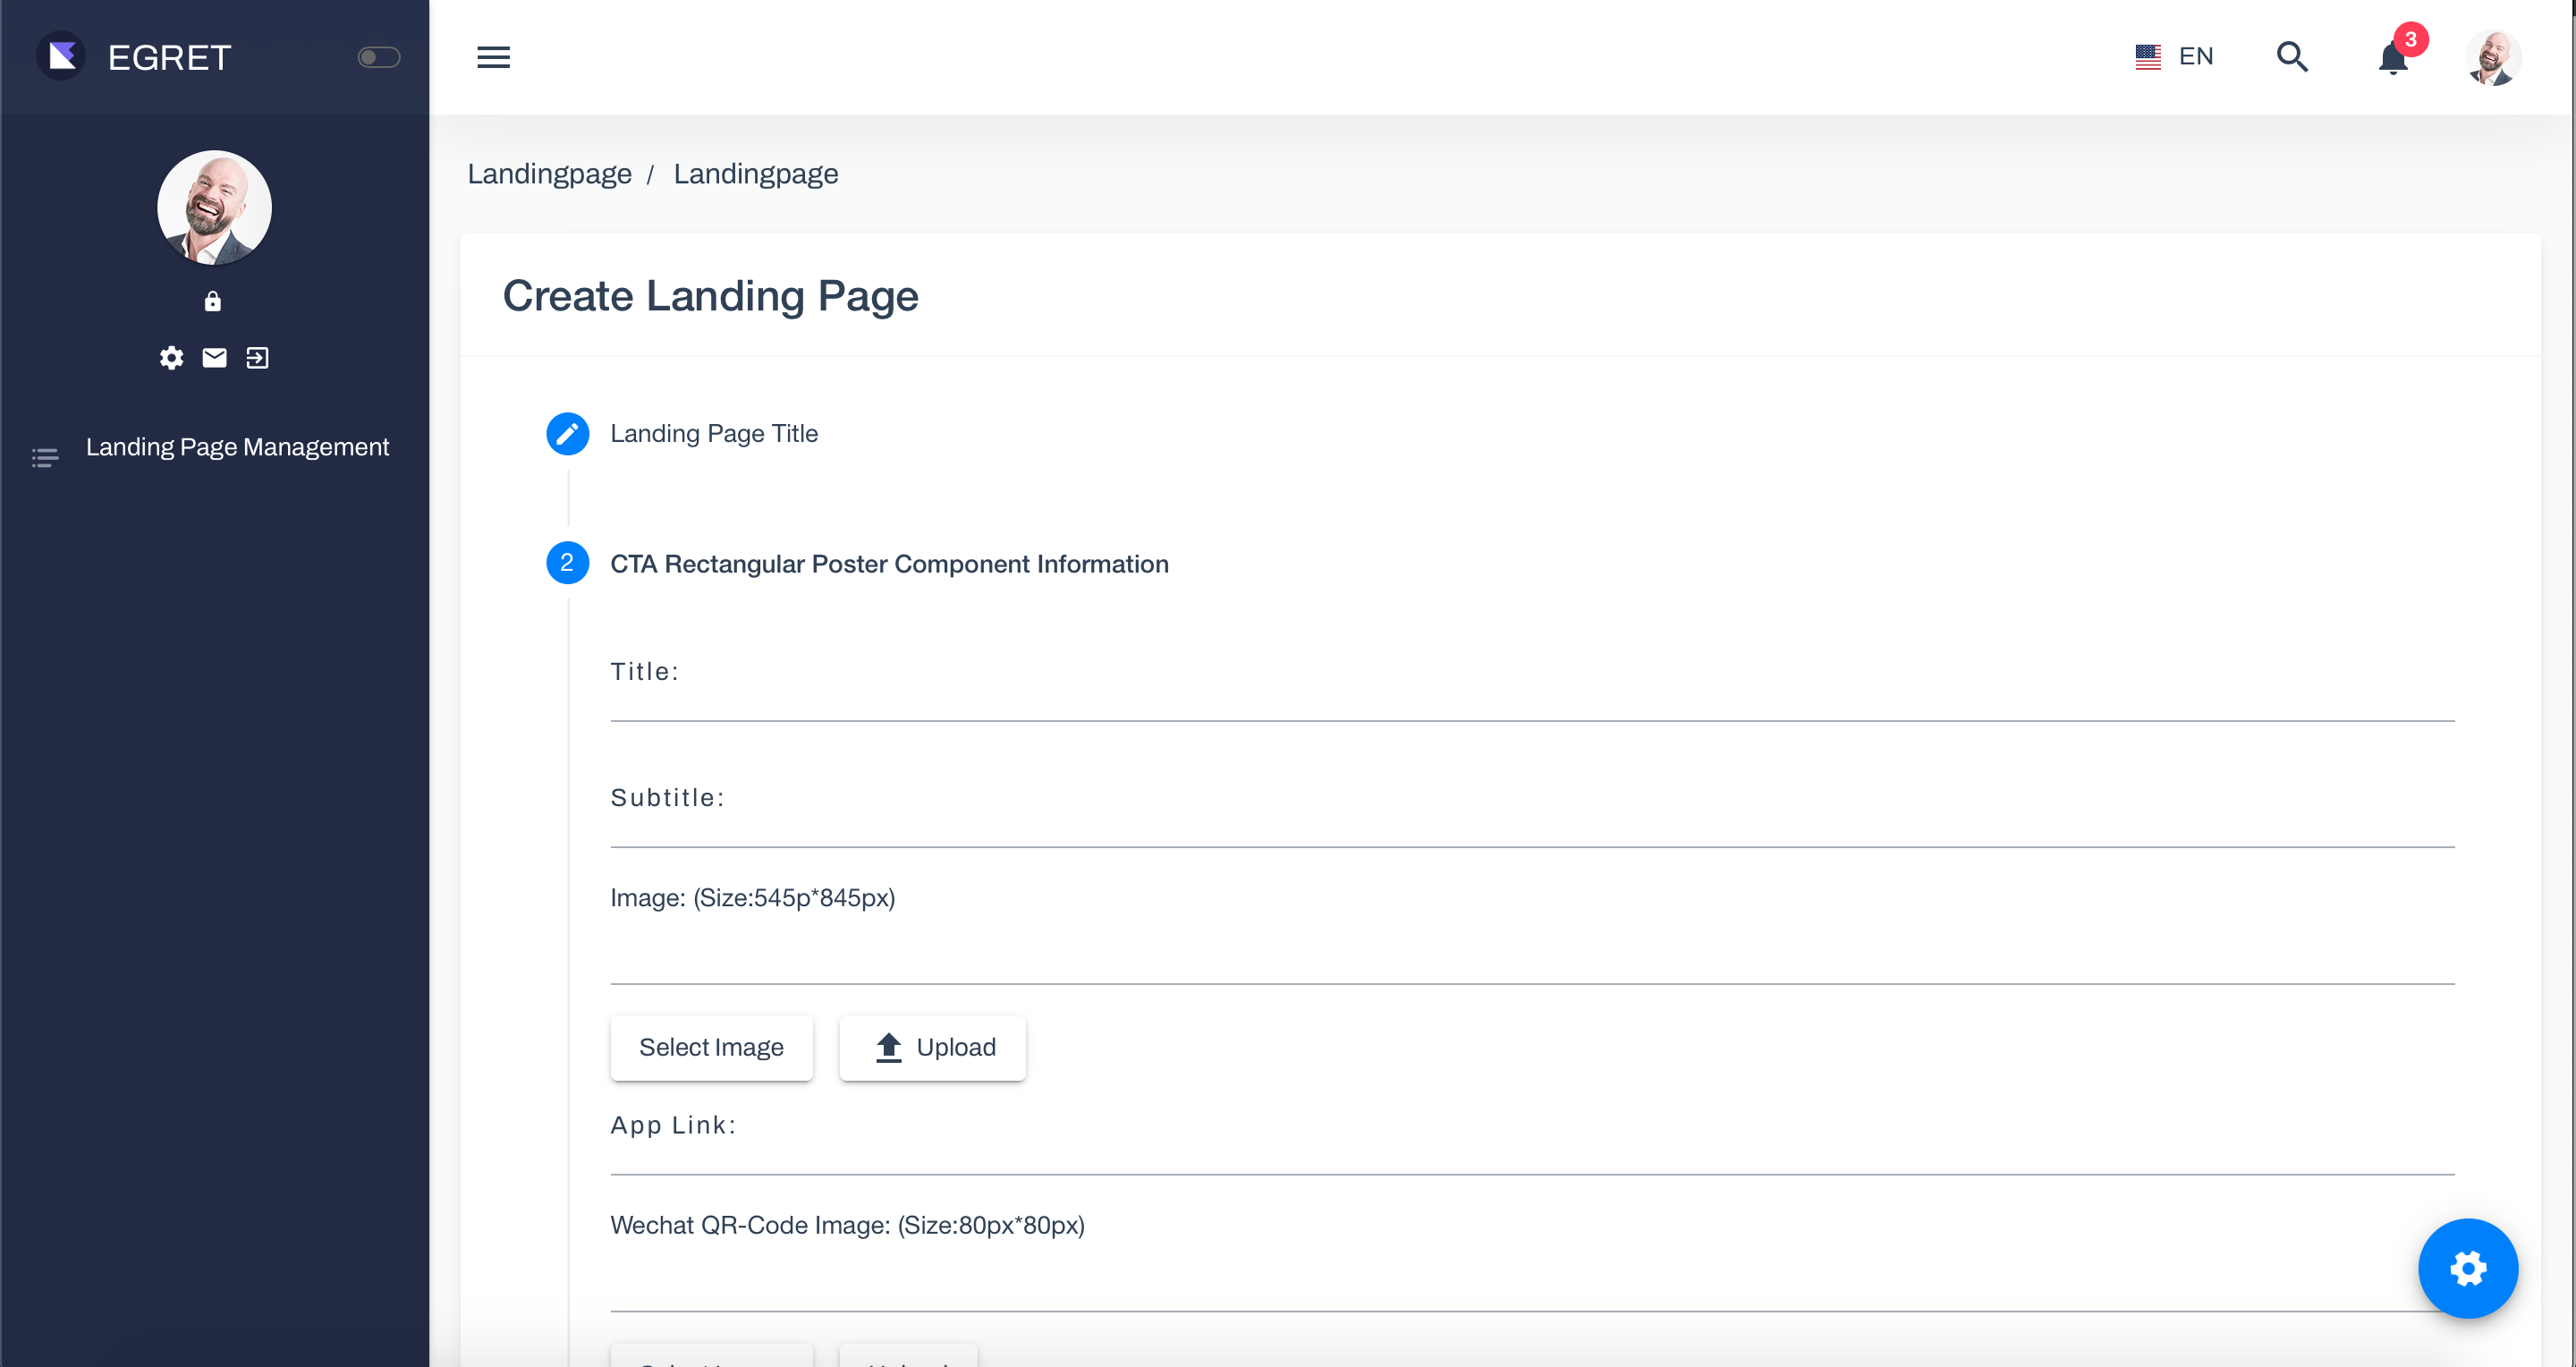 EGRET
EN
3
Landingpage / Landingpage
Create Landing Page
Landing Page Management
Landing Page Title
2 CTA Rectangular Poster Component Information
Title:
Subtitle:
Image: (Size:545p*845px)
Select Image
Upload
App Link:
Wechat QR-Code Image: (Size:80px*80px)